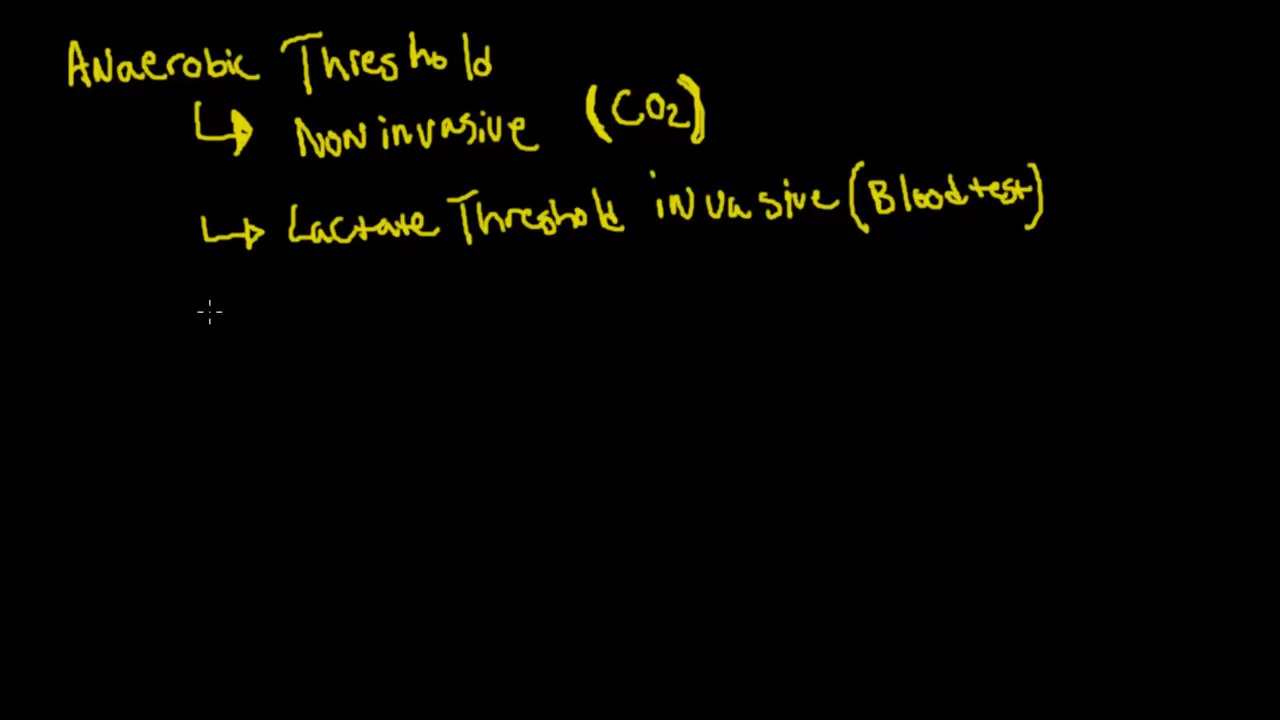 Anaerobic Threshold
↳ Noninvasive (CO₂)
↳ Lactate Threshold invasive (Blood test)